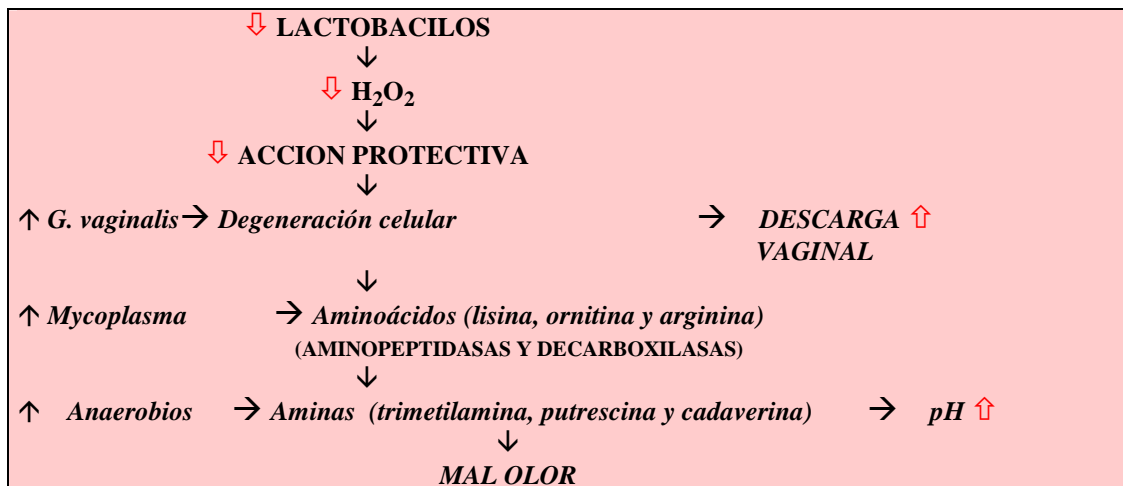 ⇩ LACTOBACILOS
↓
⇩ H₂O₂
↓
⇩ ACCION PROTECTIVA
↓
↑ G. vaginalis → Degeneración celular → DESCARGA ⇧
VAGINAL
↓
↑ Mycoplasma → Aminoácidos (lisina, ornitina y arginina)
(AMINOPEPTIDASAS Y DECARBOXILASAS)
↓
↑ Anaerobios → Aminas (trimetilamina, putrescina y cadaverina) → pH ⇧
↓
MAL OLOR